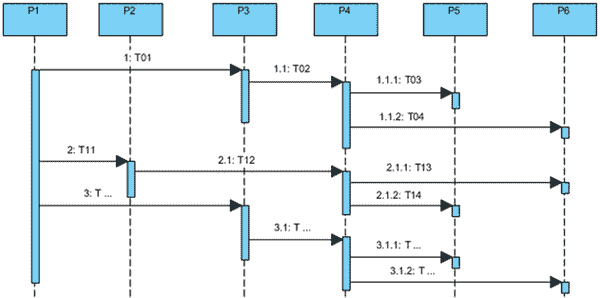 P1 P2 P3 P4 P5 P6
1: T01
1.1: T02
1.1.1: T03
1.1.2: T04
2: T11
2.1: T12
2.1.1: T13
2.1.2: T14
3: T ...
3.1: T ...
3.1.1: T ...
3.1.2: T ...